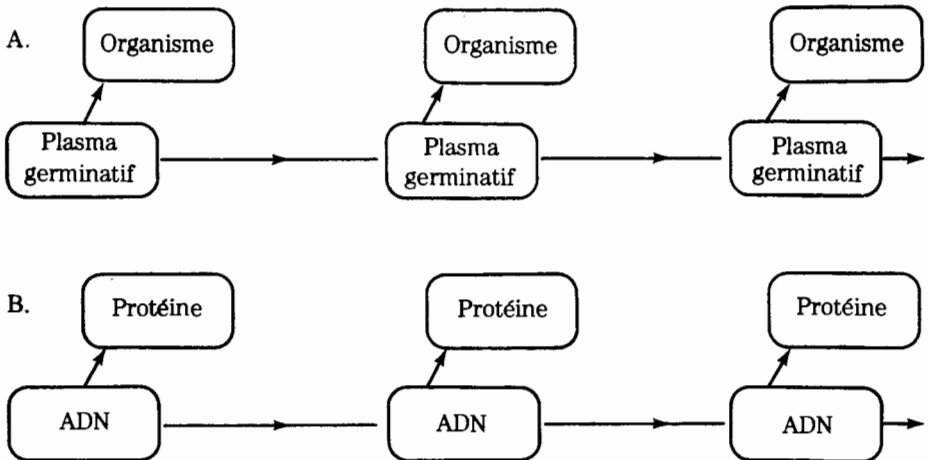 A.
Organisme
Organisme
Organisme
Plasma
germinatif
Plasma
germinatif
Plasma
germinatif
B.
Protéine
Protéine
Protéine
ADN
ADN
ADN